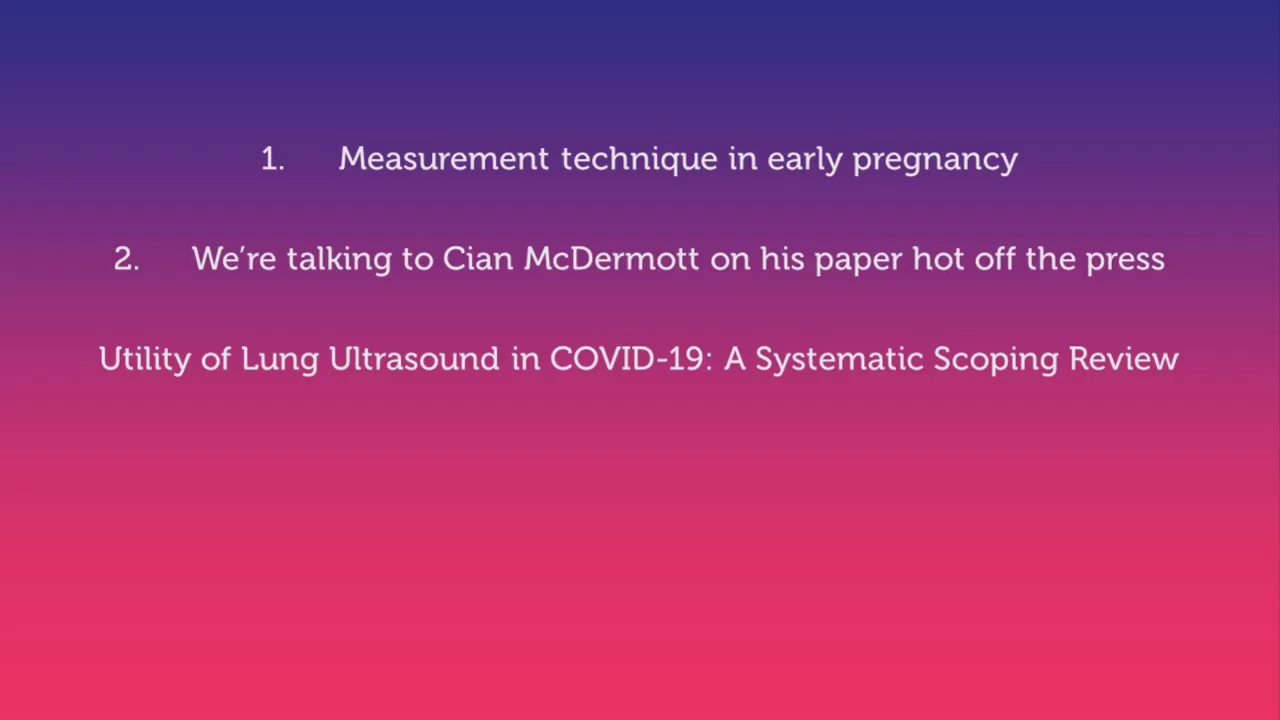 1. Measurement technique in early pregnancy
2. We’re talking to Cian McDermott on his paper hot off the press
Utility of Lung Ultrasound in COVID-19: A Systematic Scoping Review